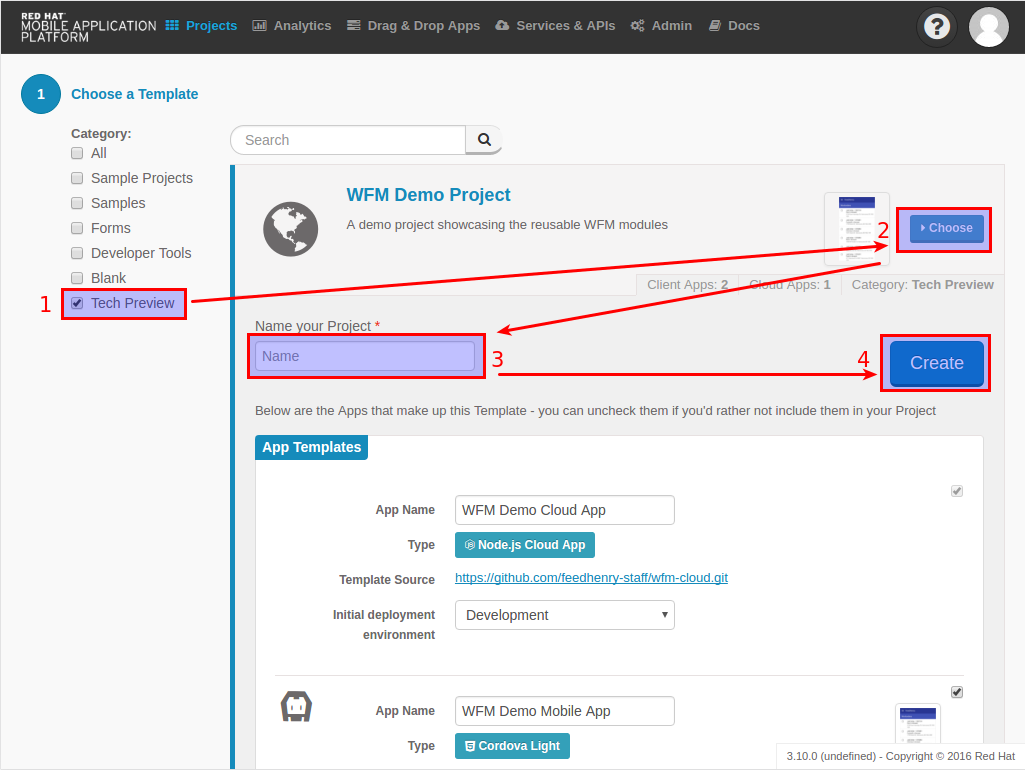 RED HAT
MOBILE APPLICATION
PLATFORM
Projects Analytics Drag & Drop Apps Services & APIs Admin Docs
?
1 Choose a Template
Category:
All
Sample Projects
Samples
Forms
Developer Tools
Blank
1 Tech Preview
Search
WFM Demo Project
A demo project showcasing the reusable WFM modules
2 Choose
Client Apps: 2 Cloud Apps: 1 Category: Tech Preview
Name your Project *
Name 3 4 Create
Below are the Apps that make up this Template - you can uncheck them if you'd rather not include them in your Project
App Templates
App Name WFM Demo Cloud App
Type Node.js Cloud App
Template Source https://github.com/feedhenry-staff/wfm-cloud.git
Initial deployment
environment
Development
App Name WFM Demo Mobile App
Type Cordova Light
3.10.0 (undefined) - Copyright © 2016 Red Hat